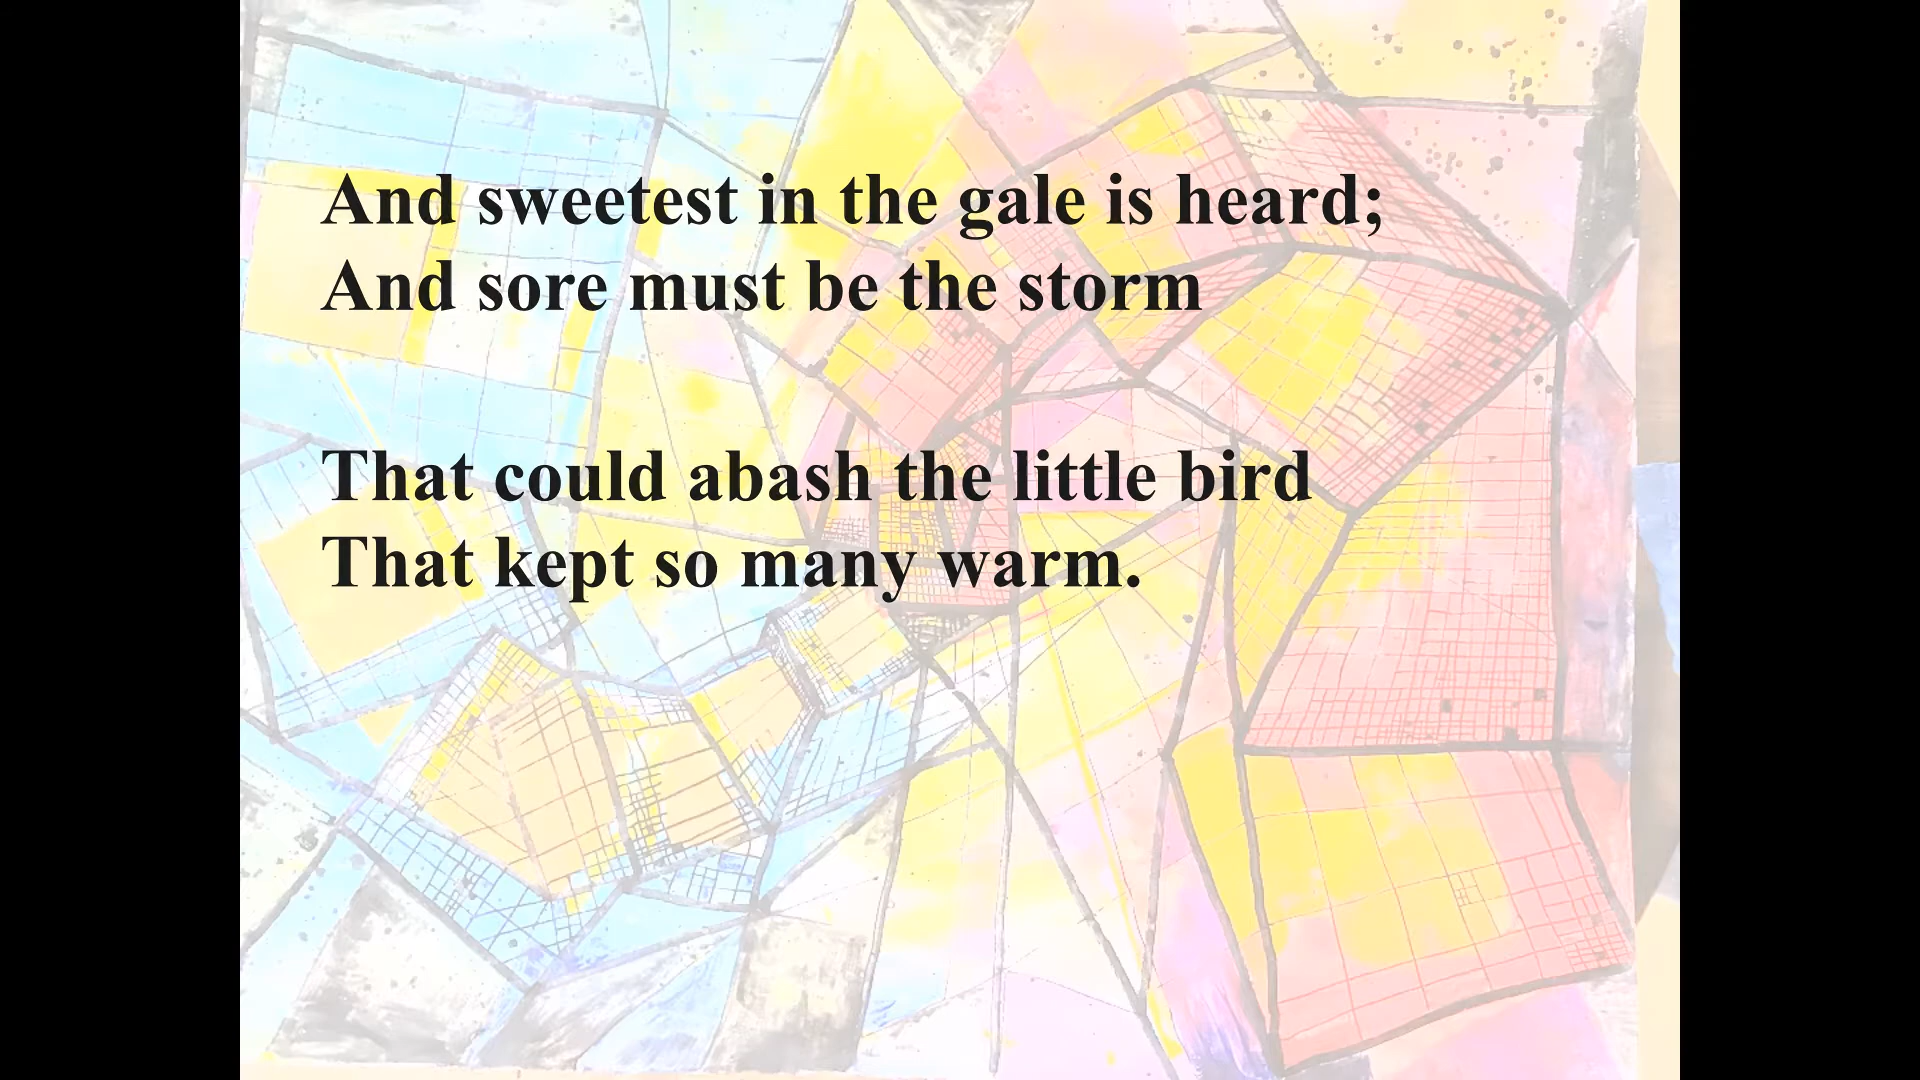 And sweetest in the gale is heard;
And sore must be the storm
That could abash the little bird
That kept so many warm.